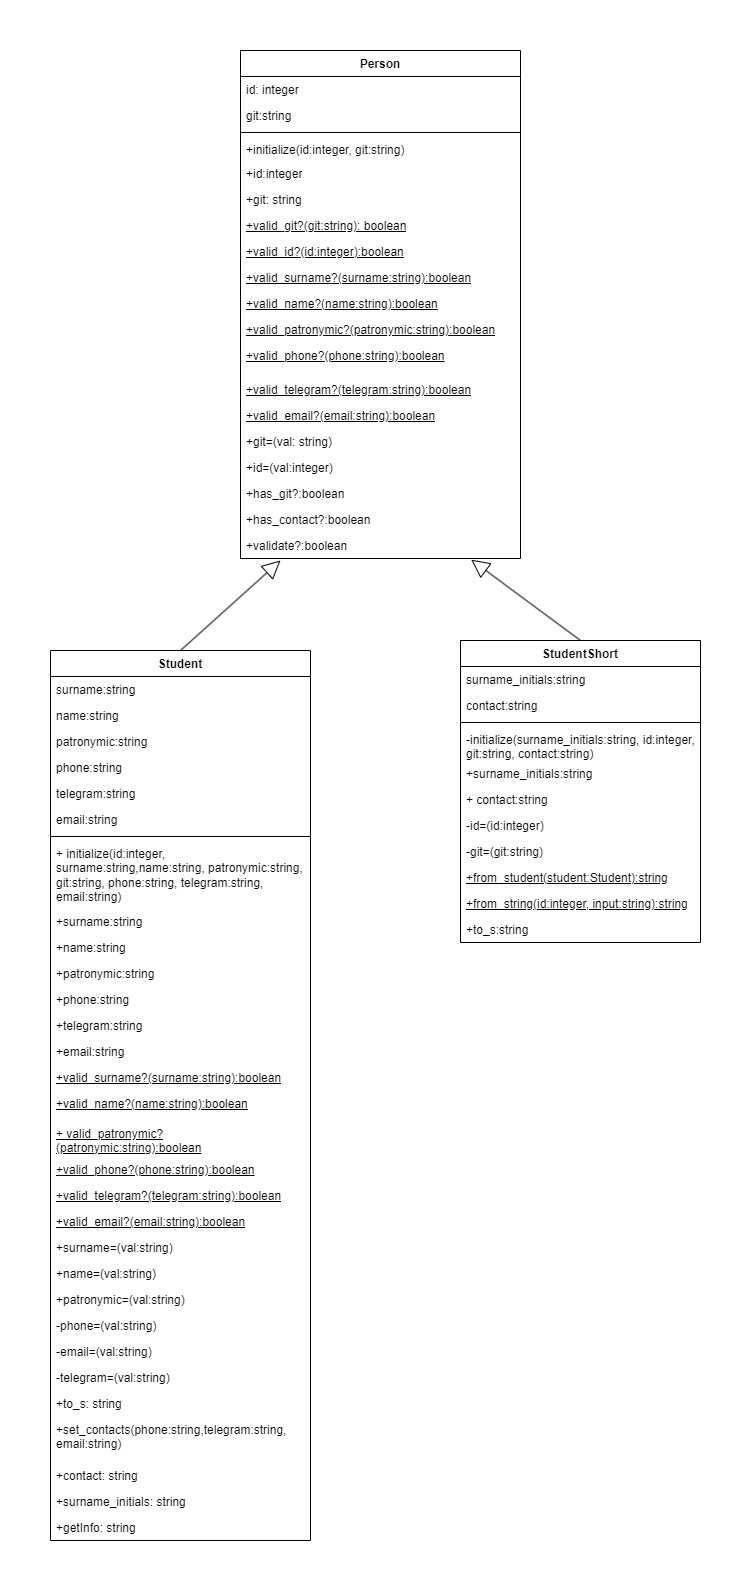 Person
id: integer
git:string
+initialize(id:integer, git:string)
+id:integer
+git: string
+valid_git?(git:string): boolean
+valid_id?(id:integer):boolean
+valid_surname?(surname:string):boolean
+valid_name?(name:string):boolean
+valid_patronymic?(patronymic:string):boolean
+valid_phone?(phone:string):boolean
+valid_telegram?(telegram:string):boolean
+valid_email?(email:string):boolean
+git=(val: string)
+id=(val:integer)
+has_git?:boolean
+has_contact?:boolean
+validate?:boolean
Student
surname:string
name:string
patronymic:string
phone:string
telegram:string
email:string
+ initialize(id:integer,
surname:string,name:string, patronymic:string,
git:string, phone:string, telegram:string,
email:string)
+surname:string
+name:string
+patronymic:string
+phone:string
+telegram:string
+email:string
+valid_surname?(surname:string):boolean
+valid_name?(name:string):boolean
+ valid_patronymic?
(patronymic:string):boolean
+valid_phone?(phone:string):boolean
+valid_telegram?(telegram:string):boolean
+valid_email?(email:string):boolean
+surname=(val:string)
+name=(val:string)
+patronymic=(val:string)
-phone=(val:string)
-email=(val:string)
-telegram=(val:string)
+to_s: string
+set_contacts(phone:string,telegram:string,
email:string)
+contact: string
+surname_initials: string
+getInfo: string
StudentShort
surname_initials:string
contact:string
-initialize(surname_initials:string, id:integer,
git:string, contact:string)
+surname_initials:string
+ contact:string
-id=(id:integer)
-git=(git:string)
+from_student(student:Student):string
+from_string(id:integer, input:string):string
+to_s:string